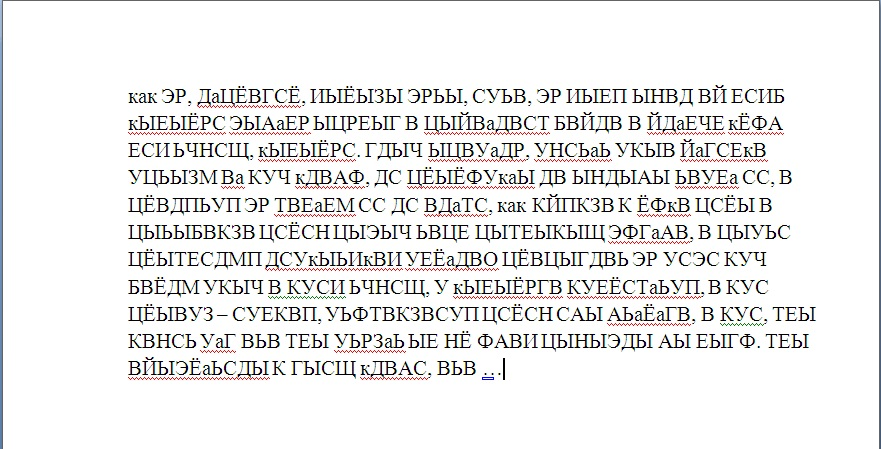 как ЭР, ДаЦЁВГСЁ, ИЫЁЫЗЫ ЭРЬЫ, СУЬВ, ЭР ИЫЕП ЫНВД ВЙ ЕСИБ
кЫЕЫЁРС ЭЫАаЕР ЫЦРЕЫГ В ЦЫЙВаДВСТ БВЙДВ В ЙДаЕЧЕ кЁФА
ЕСИ ЬЧНСЩ, кЫЕЫЁРС. ГДЫЧ ЫЦВУаДР, УНСЬаЬ УКЫВ ЙаГСЕкВ
УЦЬЫЗМ Ва КУЧ кДВАФ, ДС ЦЁЫЁФУкаЫ ДВ ЫНДЫАЫ ЬВУЕа СС, В
ЦЁВДПЬУП ЭР ТВЕаЕМ СС ДС ВДаТС, как КЙПКЗВ К ЁФкВ ЦСЁЫ В
ЦЫЬЫБВКЗВ ЦСЁСН ЦЫЭЫЧ ЬВЦЕ ЦЫТЕЫКЫЩ ЭФГаАВ, В ЦЫУЬС
ЦЁЫТЕСДМП ДСУкЫЬИкВИ УЕЁаДВО ЦЁВЦЫГДВЬ ЭР УСЭС КУЧ
БВЁДМ УКЫЧ В КУСИ ЬЧНСЩ, У кЫЕЫЁРГВ КУЕЁСТаЬУП, В КУС
ЦЁЫВУЗ – СУЕКВП, УЬФТВКЗВСУП ЦСЁСН САЫ АЬаЁаГВ, В КУС, ТЕЫ
КВНСЬ УаГ ВЬВ ТЕЫ УЬРЗаЬ ЫЕ НЁ ФАВИ ЦЫНЫЭДЫ АЫ ЕЫГФ. ТЕЫ
ВЙЫЭЁаЬСДЫ К ГЫСЩ кДВАС, ВЬВ …